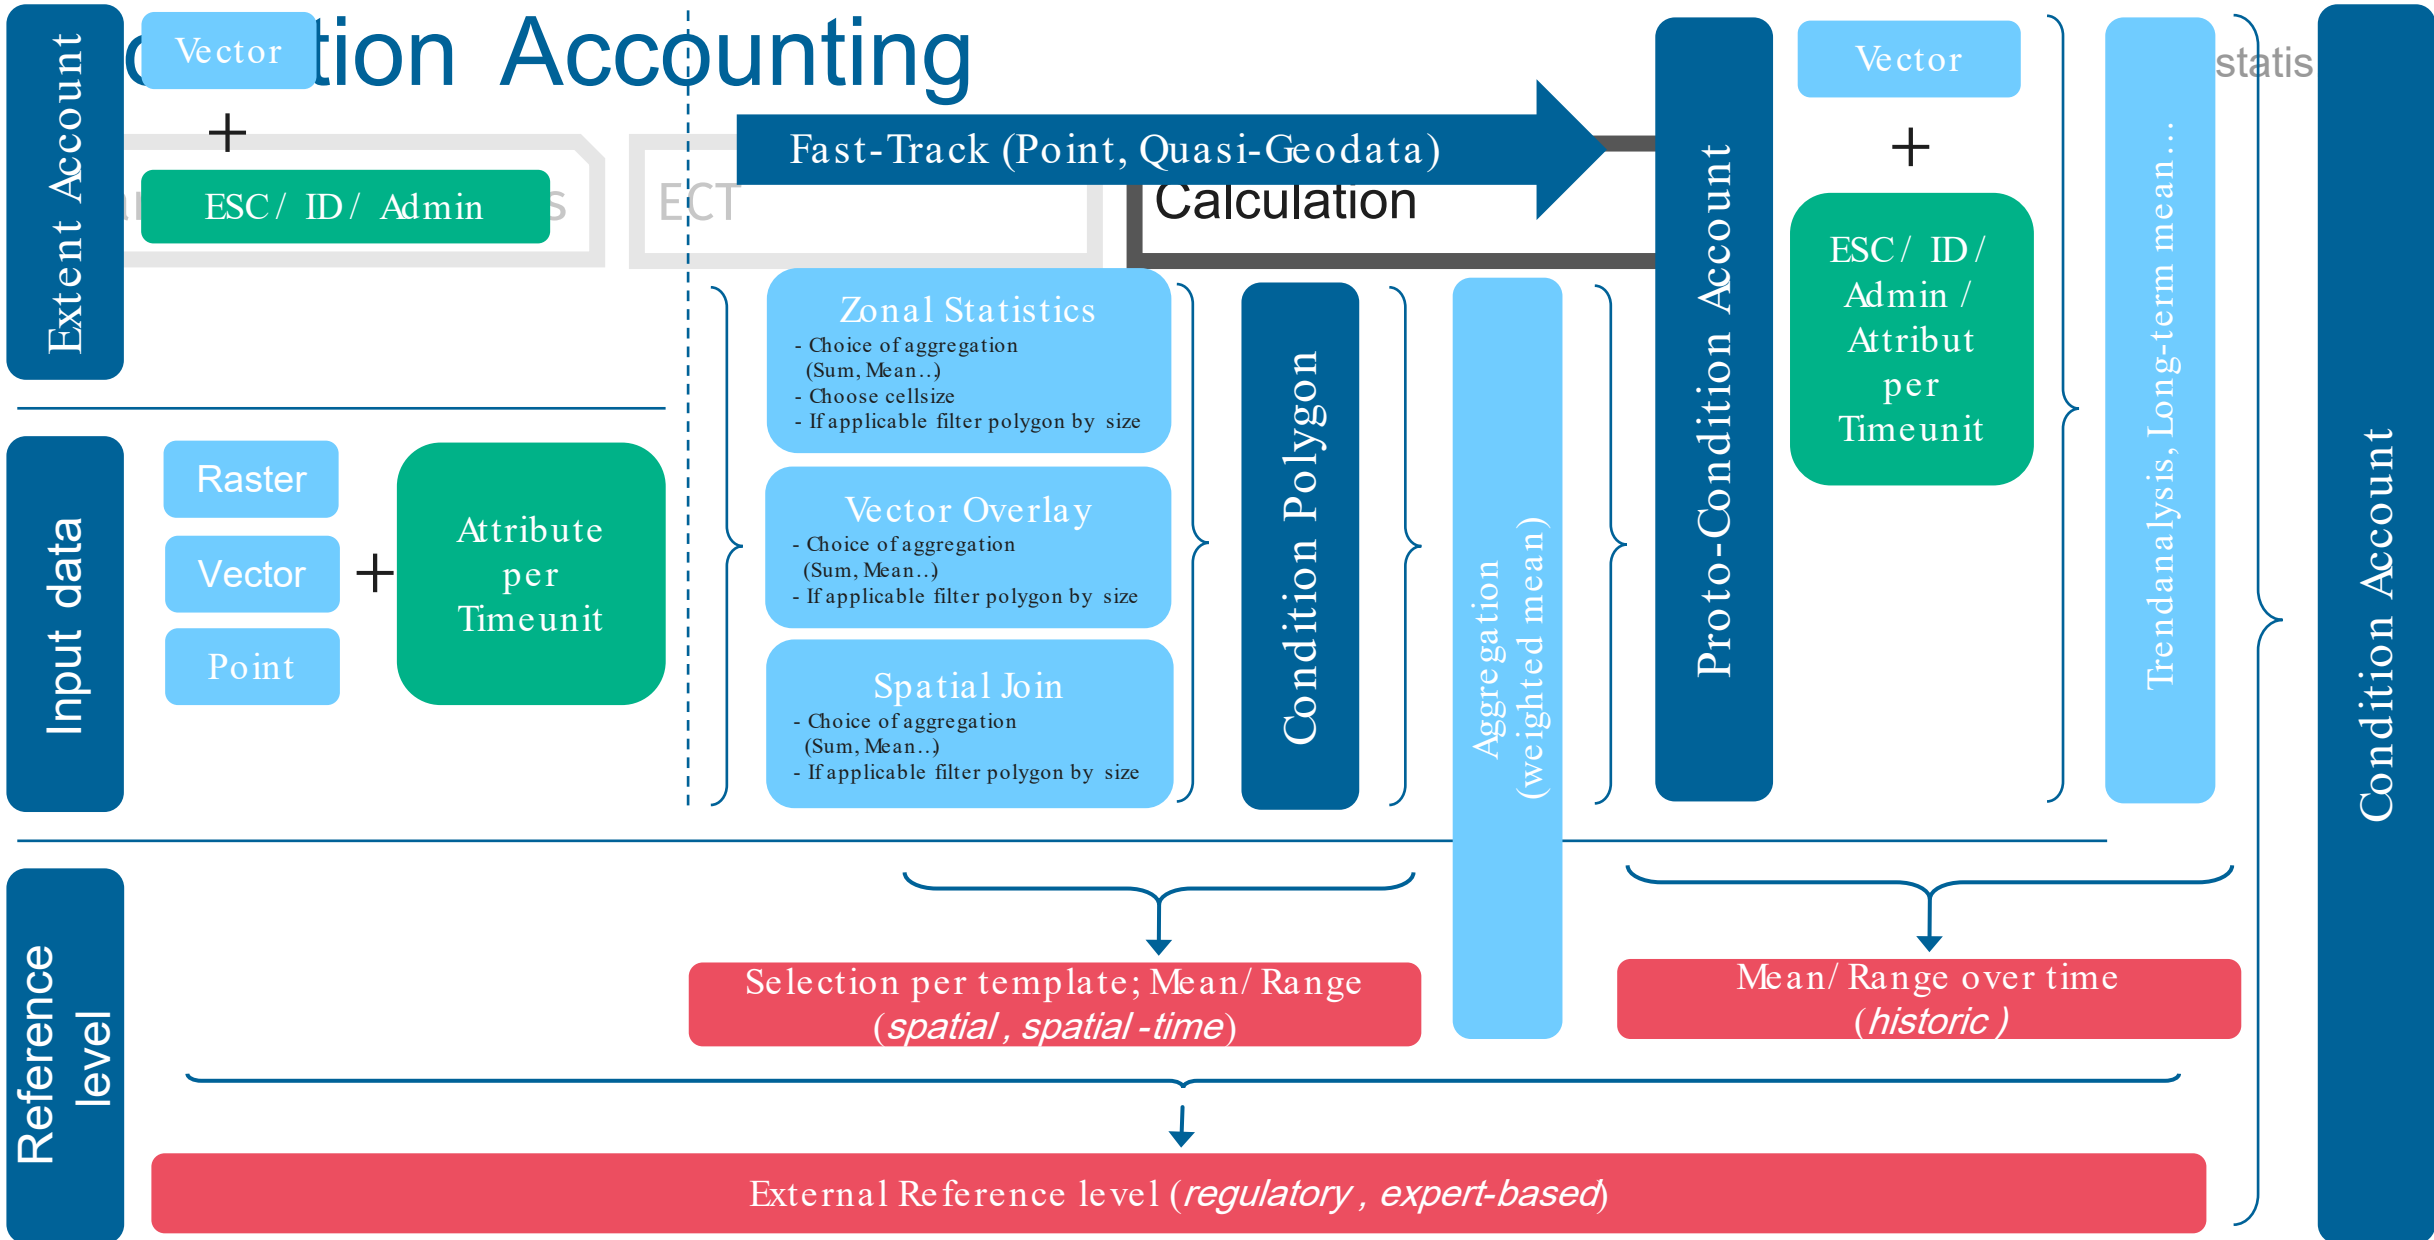 tion Accounting
statis
Extent Account
Vector
+
ESC/ ID/ Admin
s
ECT
Calculation
Fast-Track (Point, Quasi-Geodata)
Input data
Raster
Vector
Point
+
Attribute
per
Timeunit
Zonal Statistics
- Choice of aggregation
(Sum, Mean…)
- Choose cellsize
- If applicable filter polygon by size
Vector Overlay
- Choice of aggregation
(Sum, Mean…)
- If applicable filter polygon by size
Spatial Join
- Choice of aggregation
(Sum, Mean…)
- If applicable filter polygon by size
Condition Polygon
Aggregation
(weighted mean)
Proto-Condition Account
Vector
+
ESC/ ID/
Admin/
Attribut
per
Timeunit
Trendanalysis, Long-term mean…
Condition Account
Reference
level
Selection per template; Mean/ Range
(spatial, spatial-time)
Mean/ Range over time
(historic)
External Reference level (regulatory, expert-based)